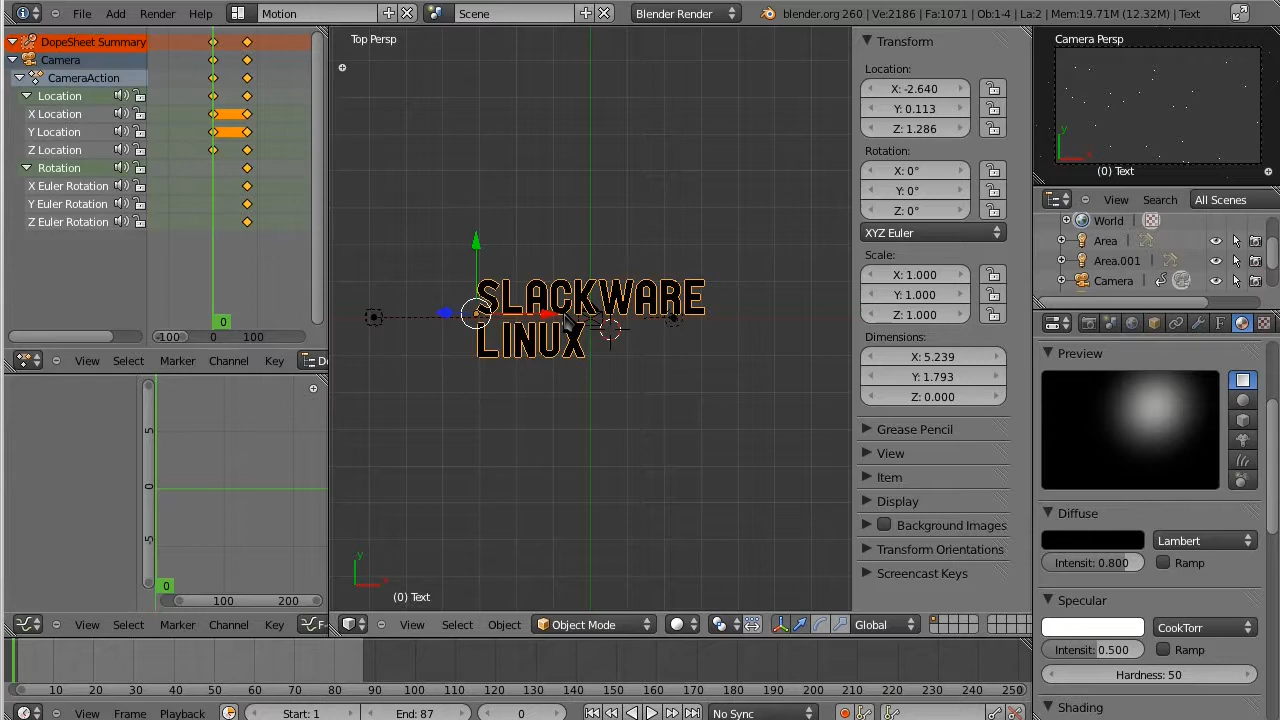 File Add Render Help Motion Scene Blender Render blender.org 260 | Ve:2186 | Fa:1071 | Ob:1-4 | La:2 | Mem:19.71M (12.32M) | Text
DopeSheet Summary
Camera
CameraAction
Location
X Location
Y Location
Z Location
Rotation
X Euler Rotation
Y Euler Rotation
Z Euler Rotation
0
-100 0 100
View Select Marker Channel Key
5
0
-5
0
100 200
View Select Marker Channel Key
Top Persp
SLACKWARE
LINUX
y
(0) Text
View Select Object Object Mode Global
Transform
Location:
X: -2.640
Y: 0.113
Z: 1.286
Rotation:
X: 0°
Y: 0°
Z: 0°
XYZ Euler
Scale:
X: 1.000
Y: 1.000
Z: 1.000
Dimensions:
X: 5.239
Y: 1.793
Z: 0.000
Grease Pencil
View
Item
Display
Background Images
Transform Orientations
Screencast Keys
Camera Persp
y
(0) Text
View Search All Scenes
World
Area
Area.001
Camera
F
Preview
Diffuse
Lambert
Intensit: 0.800 Ramp
Specular
CookTorr
Intensit: 0.500 Ramp
Hardness: 50
Shading
10 20 30 40 50 60 70 80 90 100 110 120 130 140 150 160 170 180 190 200 210 220 230 240 250
View Frame Playback Start: 1 End: 87 0 No Sync